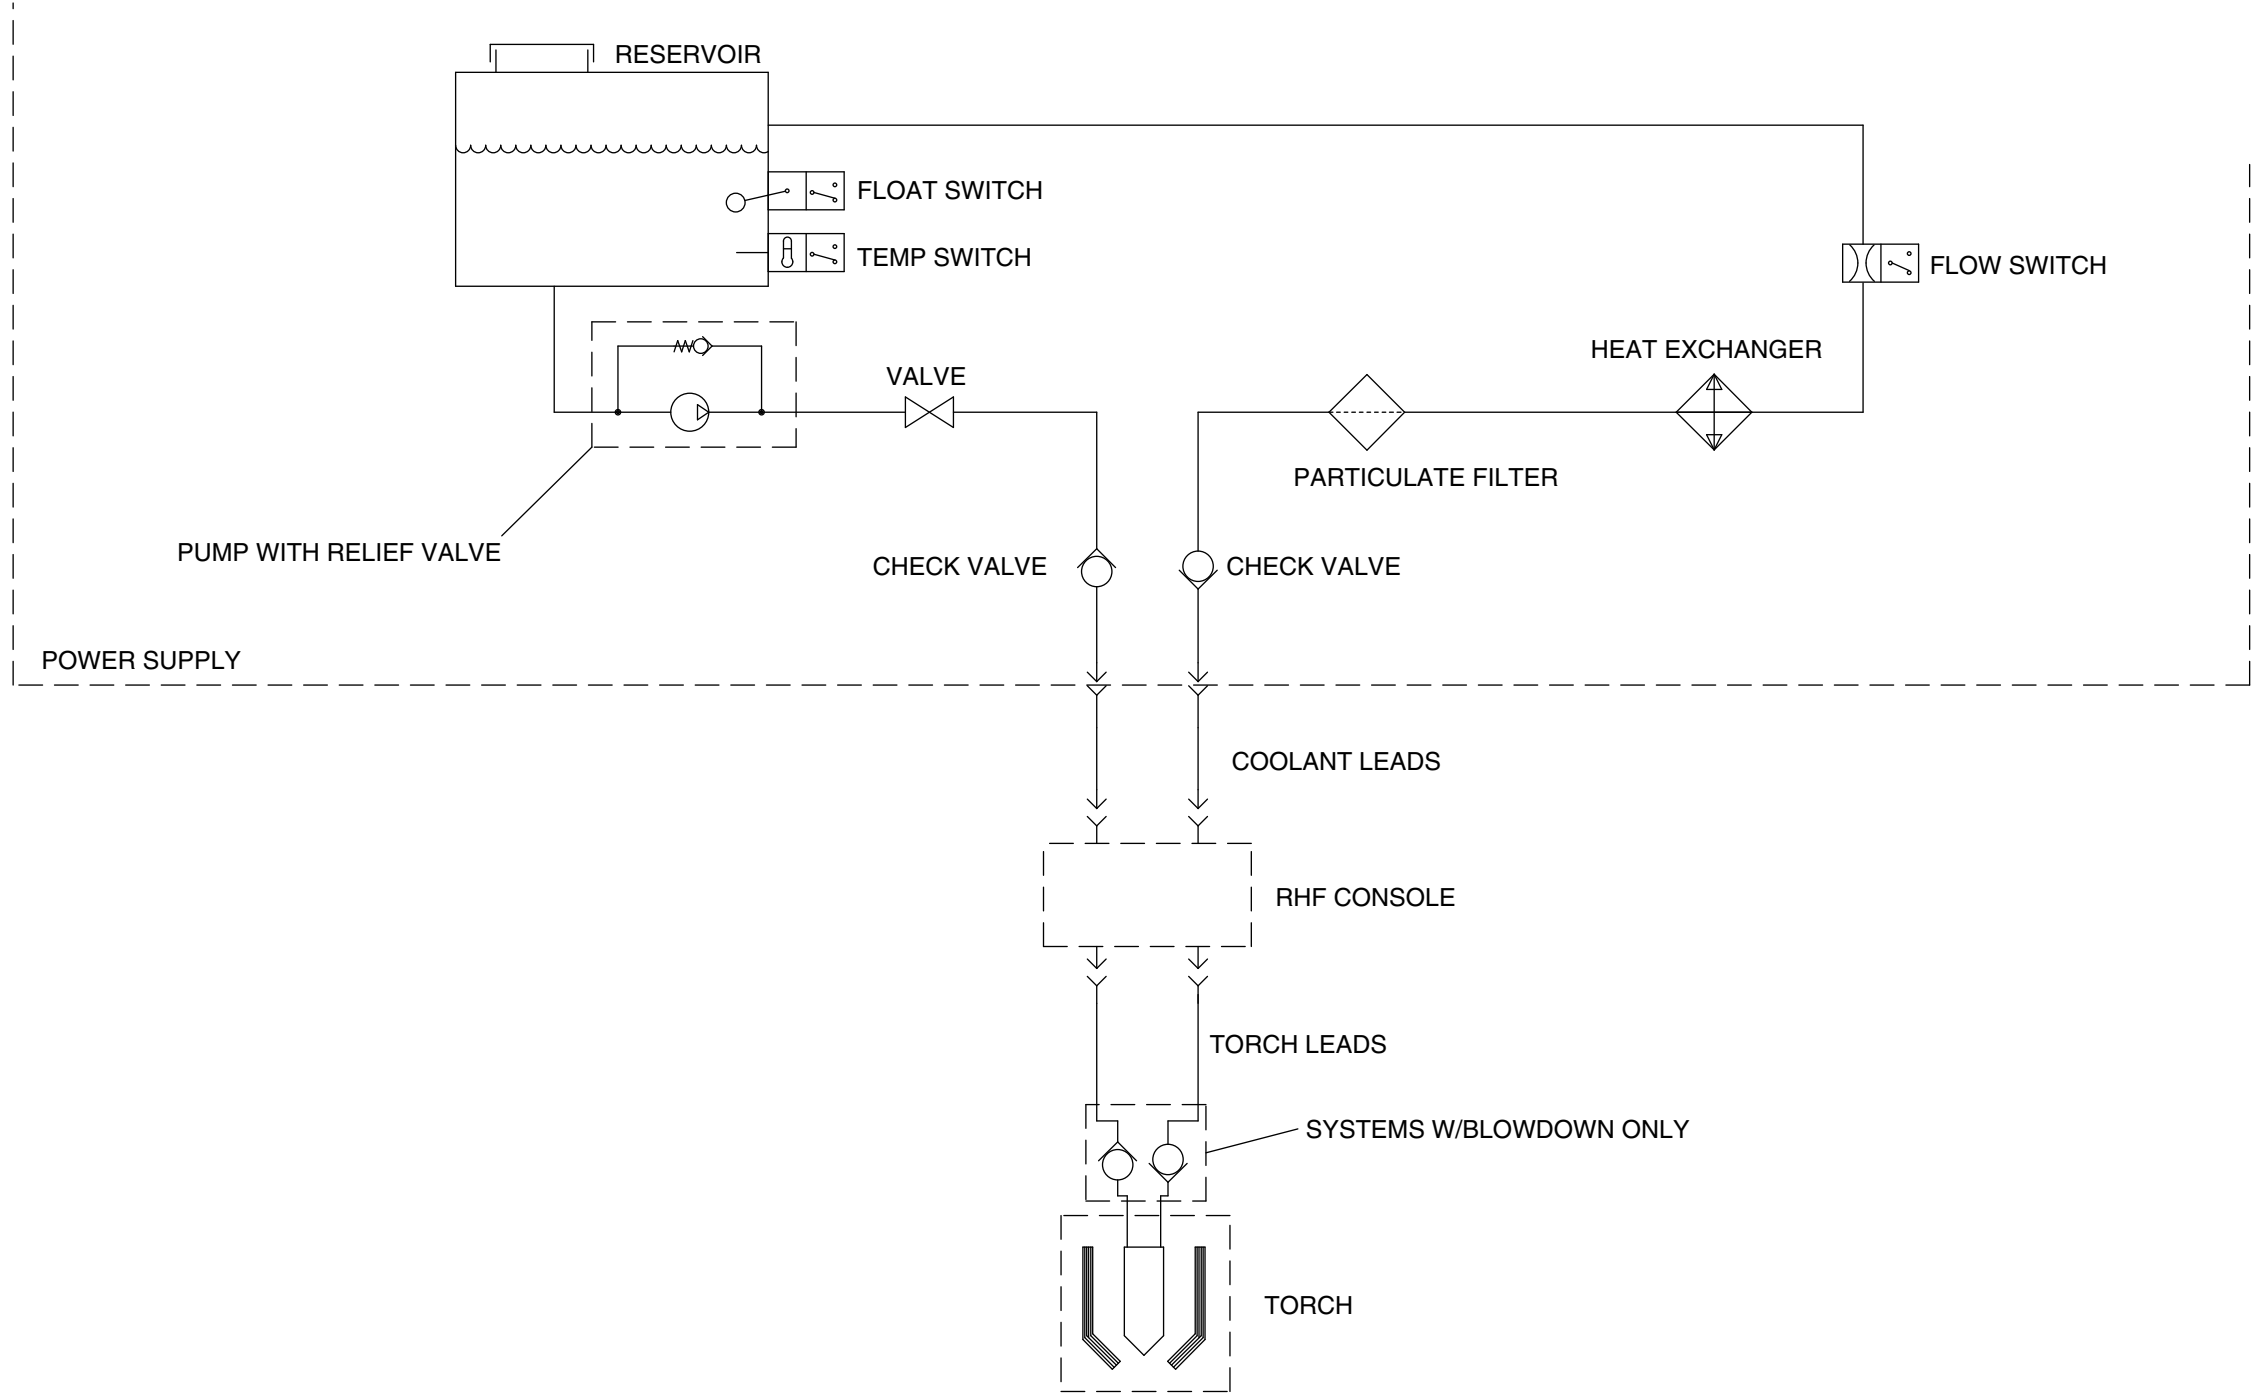 RESERVOIR
FLOAT SWITCH
TEMP SWITCH
FLOW SWITCH
HEAT EXCHANGER
VALVE
PARTICULATE FILTER
PUMP WITH RELIEF VALVE
CHECK VALVE
CHECK VALVE
POWER SUPPLY
COOLANT LEADS
RHF CONSOLE
TORCH LEADS
SYSTEMS W/BLOWDOWN ONLY
TORCH